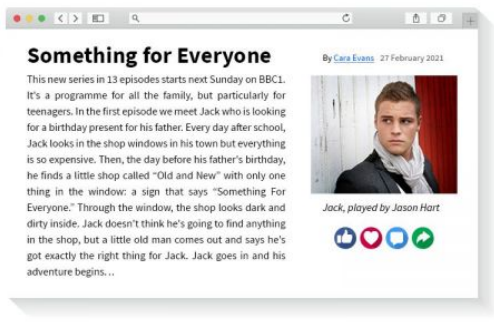 Something for Everyone
By Cara Evans 27 February 2021
This new series in 13 episodes starts next Sunday on BBC1.
It's a programme for all the family, but particularly for
teenagers. In the first episode we meet Jack who is looking
for a birthday present for his father. Every day after school,
Jack looks in the shop windows in his town but everything
is so expensive. Then, the day before his father's birthday,
he finds a little shop called “Old and New” with only one
thing in the window: a sign that says “Something For
Everyone.” Through the window, the shop looks dark and
dirty inside. Jack doesn't think he's going to find anything
in the shop, but a little old man comes out and says he's
got exactly the right thing for Jack. Jack goes in and his
adventure begins. . .
Jack, played by Jason Hart